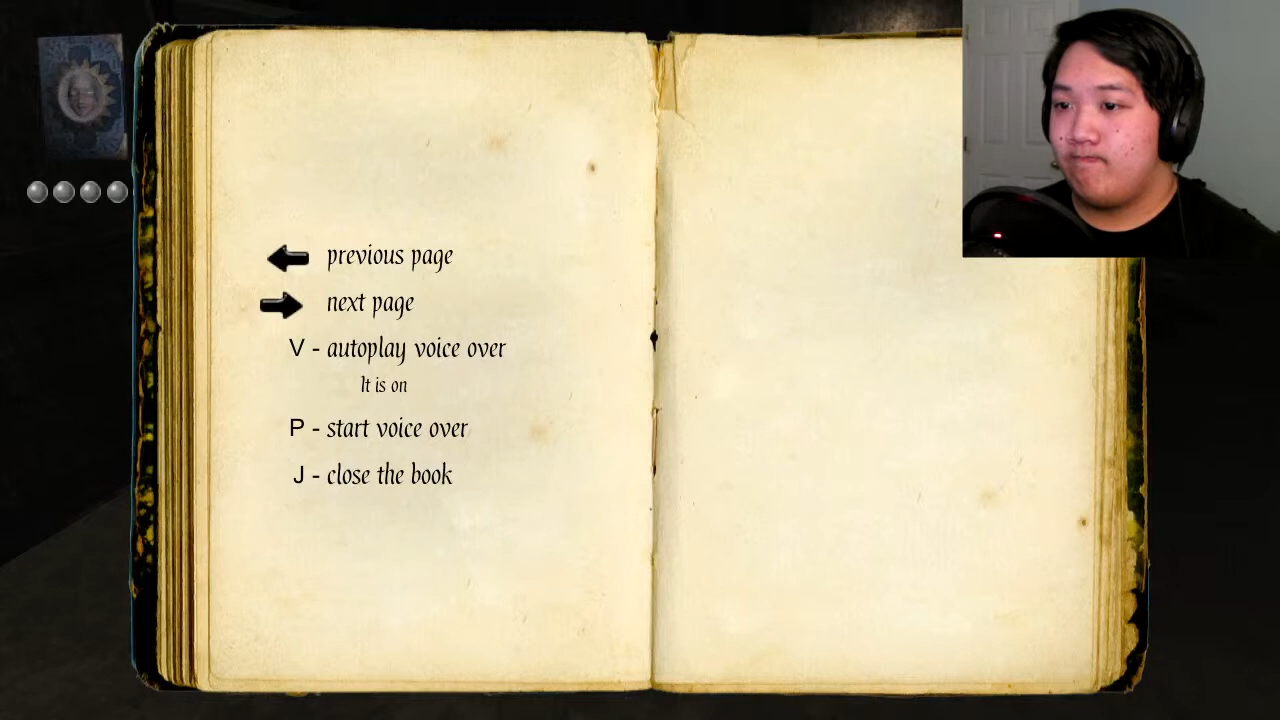 previous page
next page
V - autoplay voice over
It is on
P - start voice over
J - close the book